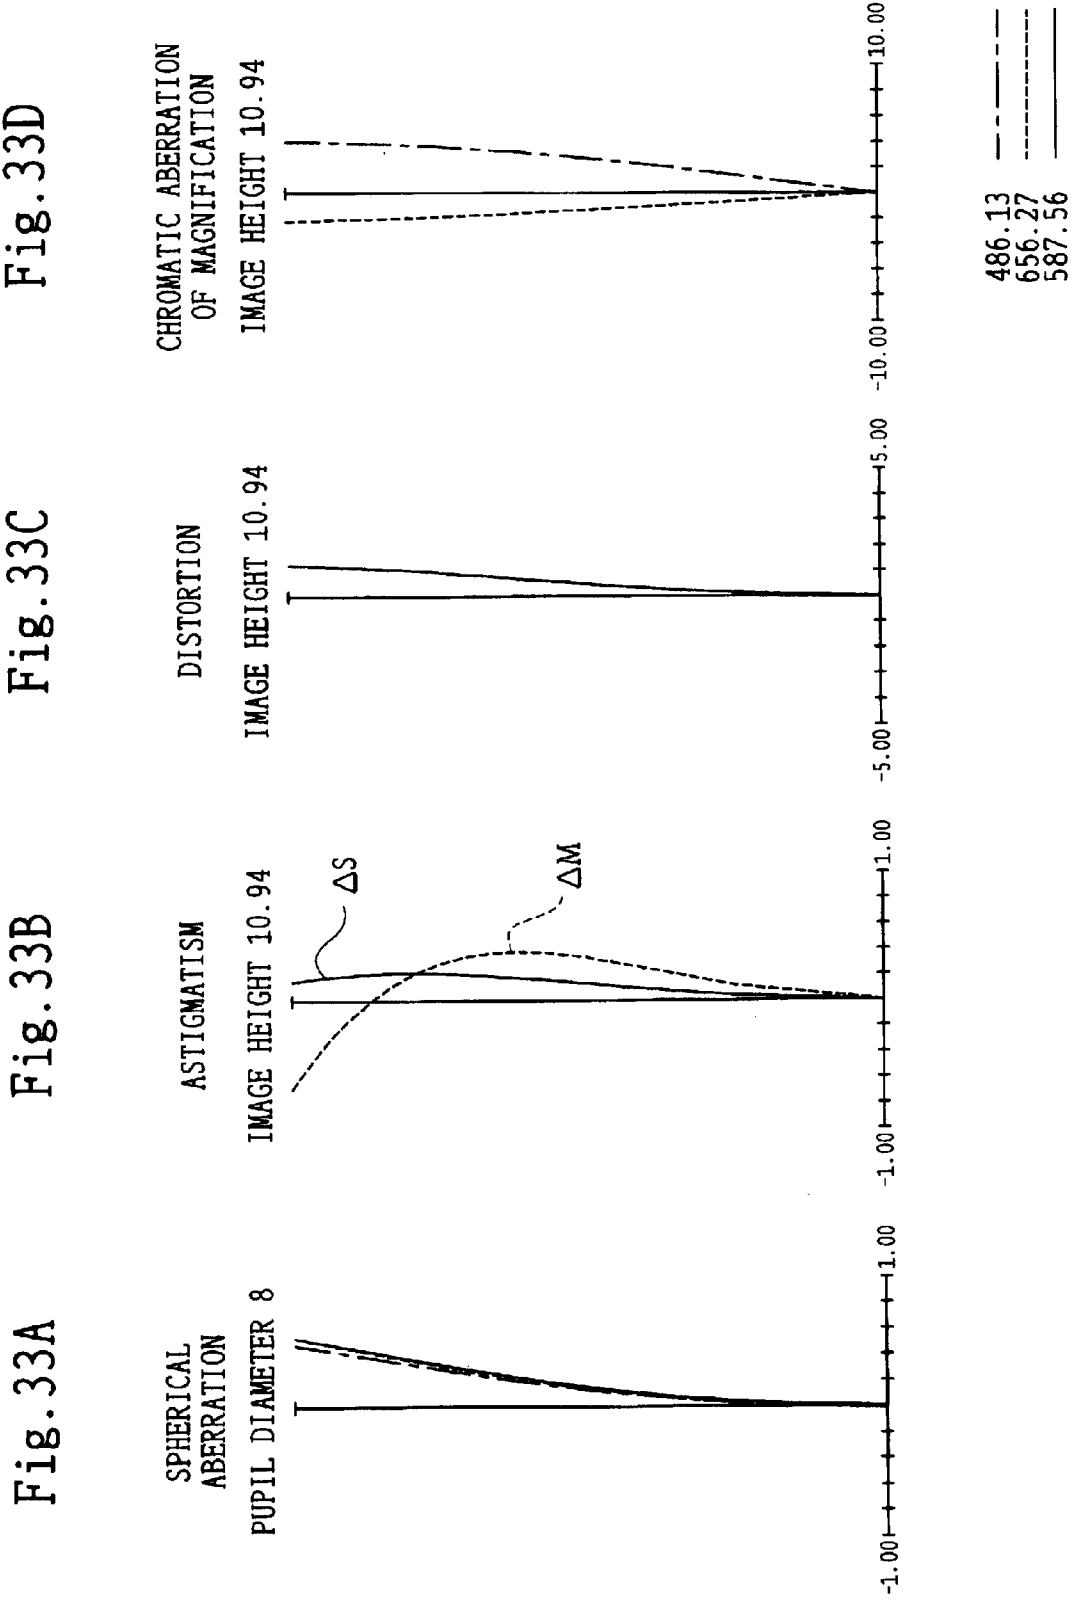 Fig.33A
SPHERICAL
ABERRATION
PUPIL DIAMETER 8
-1.00
1.00
Fig.33B
ASTIGMATISM
IMAGE HEIGHT 10.94
ΔS
ΔM
-1.00
1.00
Fig.33C
DISTORTION
IMAGE HEIGHT 10.94
-5.00
5.00
Fig.33D
CHROMATIC ABERRATION
OF MAGNIFICATION
IMAGE HEIGHT 10.94
-10.00
10.00
486.13
656.27
587.56